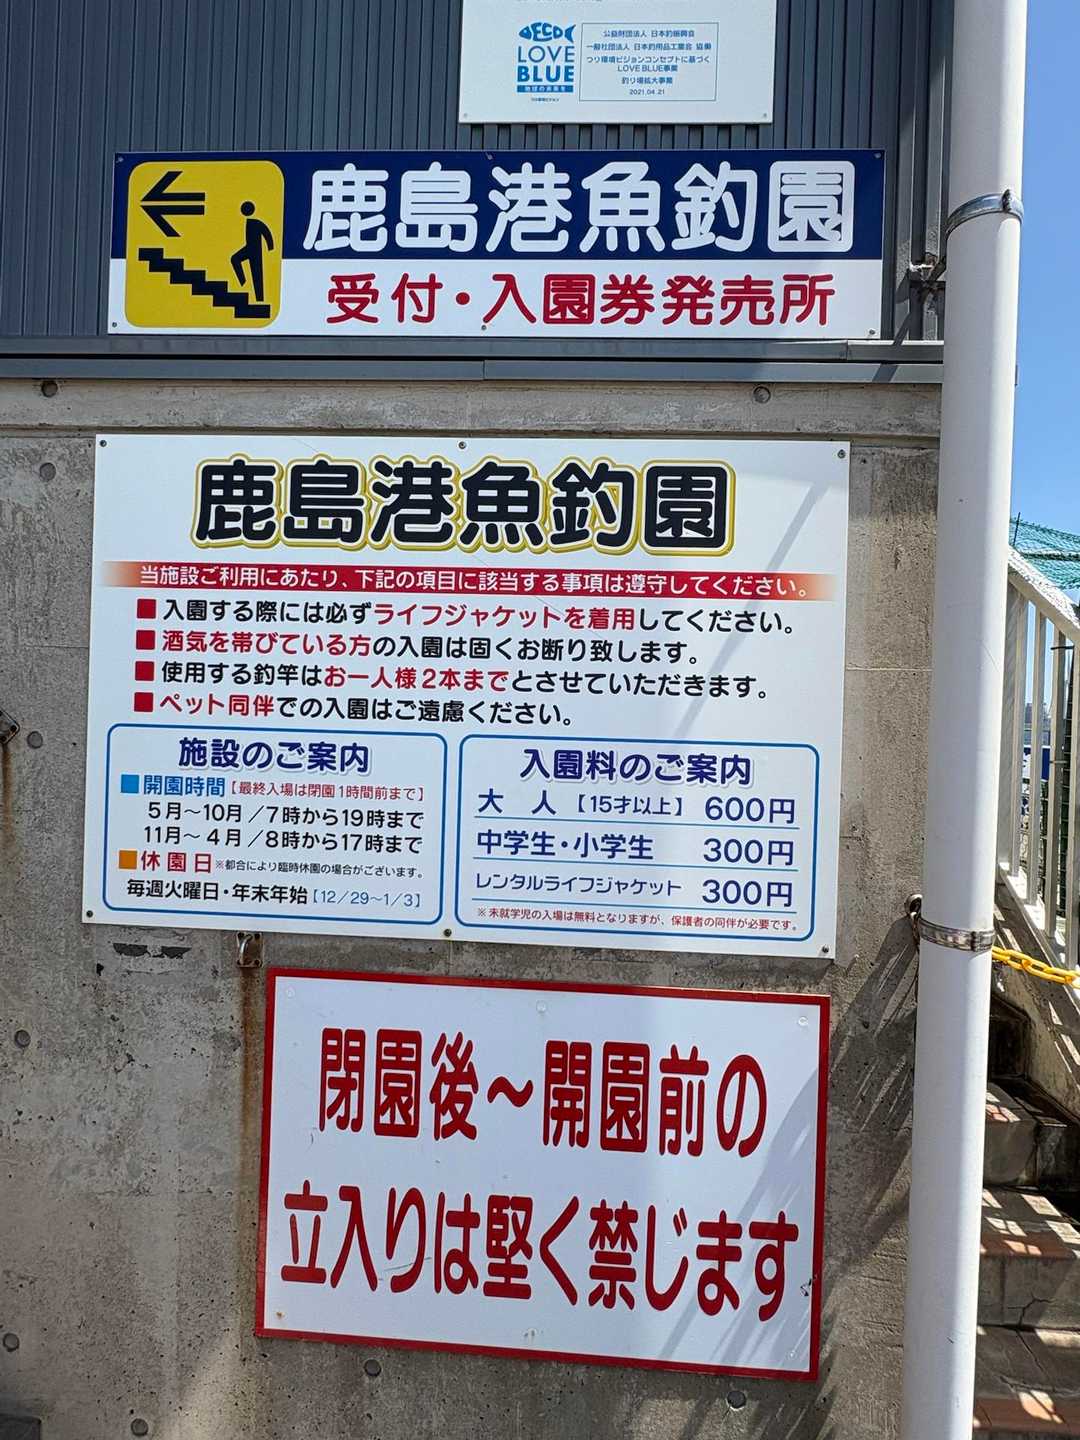 LOVE
BLUE
公益財団法人 日本釣振興会
一般社団法人 日本釣用品工業会 協働
つり環境ビジョンコンセプトに基づく
LOVE BLUE事業
釣り場拡大事業
2021.04.21
鹿島港魚釣園
受付・入園券発売所
鹿島港魚釣園
当施設ご利用にあたり、下記の項目に該当する事項は遵守してください。
■入園する際には必ずライフジャケットを着用してください。
■酒気を帯びている方の入園は固くお断り致します。
■使用する釣竿はお一人様2本までとさせていただきます。
■ペット同伴での入園はご遠慮ください。
施設のご案内
■開園時間【最終入場は閉園1時間前まで】
5月〜10月/7時から19時まで
11月〜4月/8時から17時まで
■休園日※都合により臨時休園の場合がございます。
毎週火曜日・年末年始【12/29〜1/3】
入園料のご案内
大人【15才以上】 600円
中学生・小学生 300円
レンタルライフジャケット 300円
※未就学児の入場は無料となりますが、保護者の同伴が必要です。
閉園後〜開園前の
立入りは堅く禁じます